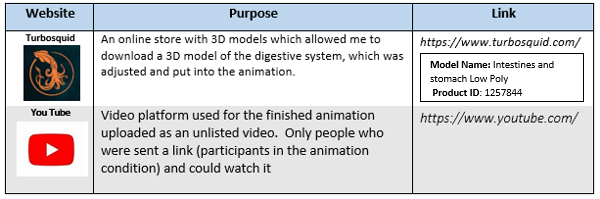 Website Purpose Link
Turbosquid
An online store with 3D models which allowed me to
download a 3D model of the digestive system, which was
adjusted and put into the animation.
https://www.turbosquid.com/
Model Name: Intestines and
stomach Low Poly
Product ID: 1257844
You Tube
Video platform used for the finished animation
uploaded as an unlisted video. Only people who
were sent a link (participants in the animation
condition) and could watch it
https://www.youtube.com/